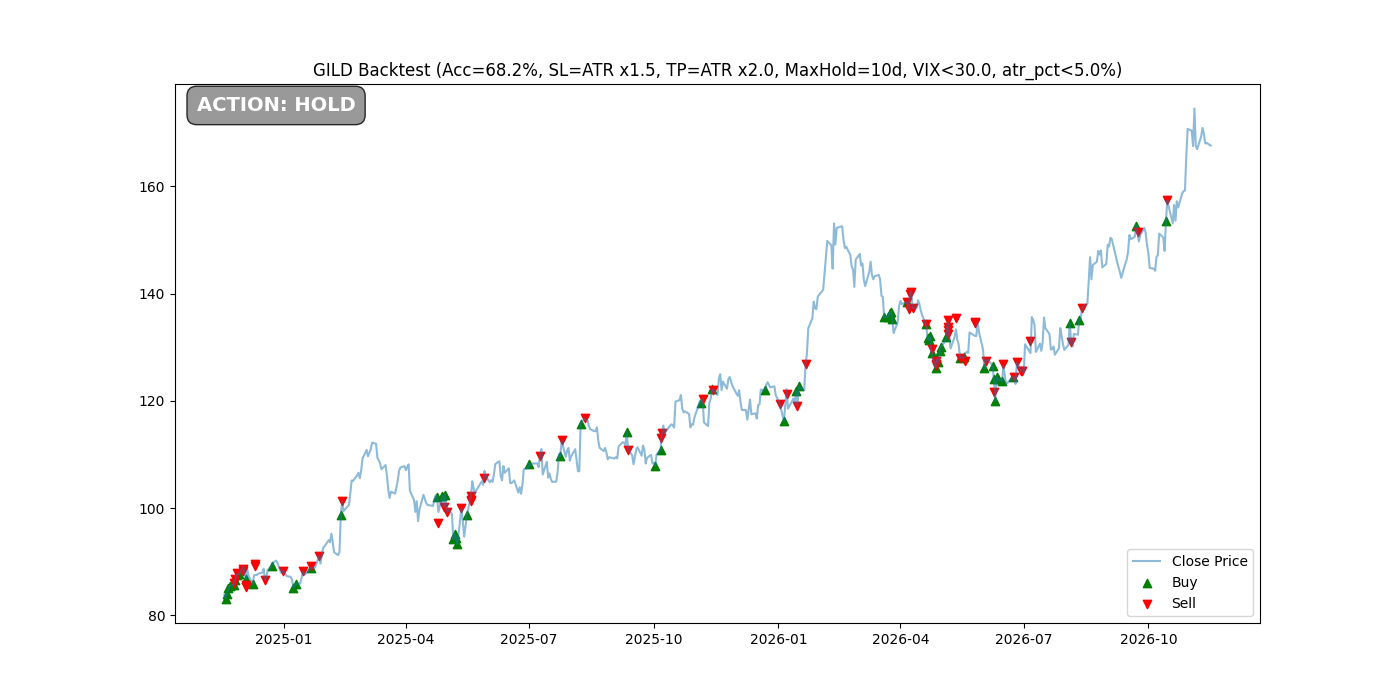 GILD Backtest (Acc=68.2%, SL=ATR x1.5, TP=ATR x2.0, MaxHold=10d, VIX<30.0, atr_pct<5.0%)
ACTION: HOLD
160
140
120
100
80
Close Price
Buy
Sell
2025-01 2025-04 2025-07 2025-10 2026-01 2026-04 2026-07 2026-10